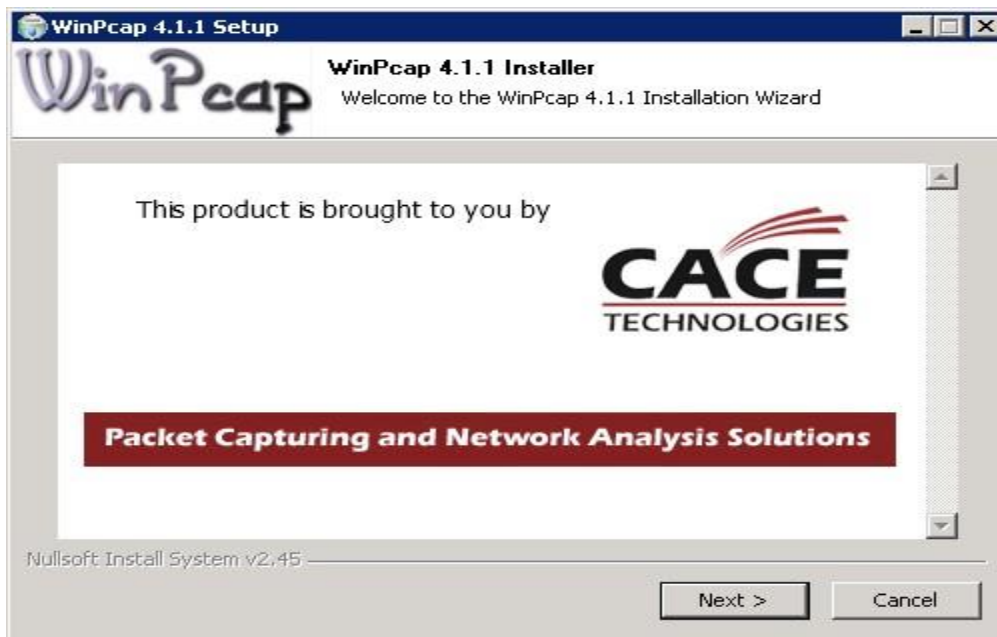 WinPcap 4.1.1 Setup
WinPcap
WinPcap 4.1.1 Installer
Welcome to the WinPcap 4.1.1 Installation Wizard
This product is brought to you by
CACE
TECHNOLOGIES
Packet Capturing and Network Analysis Solutions
Nullsoft Install System v2.45
Next >
Cancel